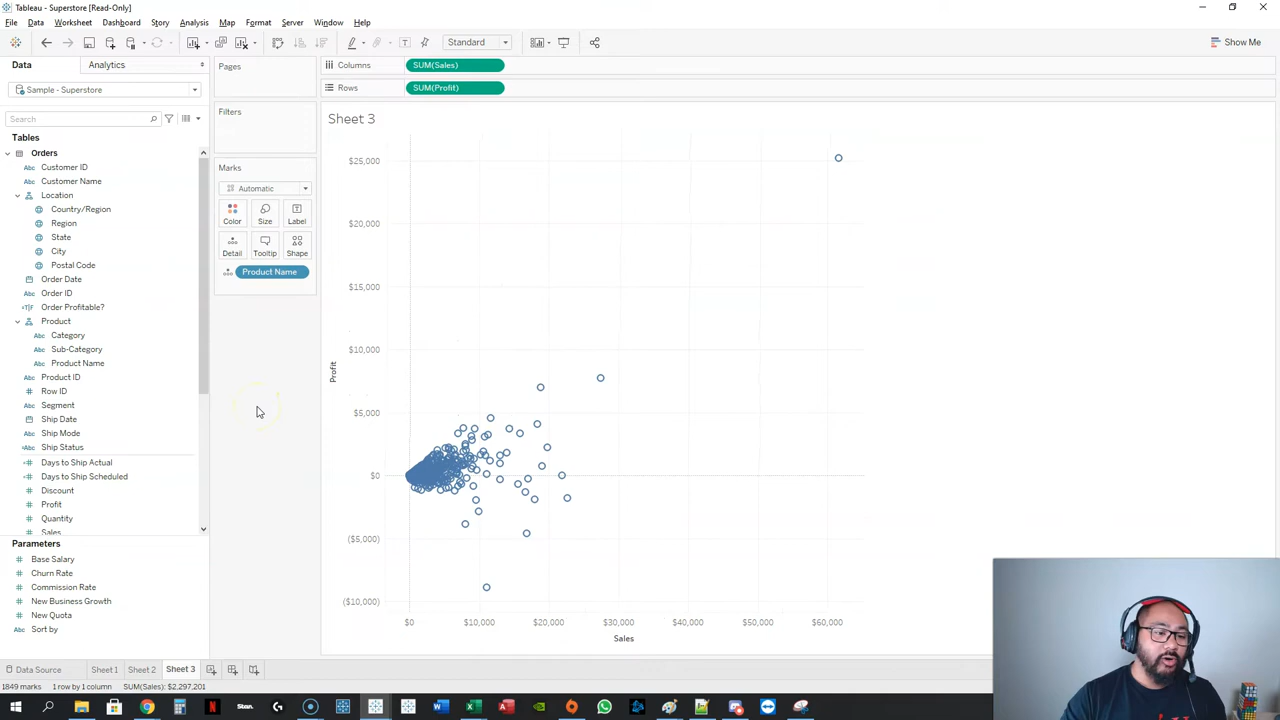 Tableau - Superstore [Read-Only]
File Data Worksheet Dashboard Story Analysis Map Format Server Window Help
Standard
Show Me
Data Analytics
Sample - Superstore
Search
Tables
Orders
Customer ID
Customer Name
Location
Country/Region
Region
State
City
Postal Code
Order Date
Order ID
Order Profitable?
Product
Category
Sub-Category
Product Name
Product ID
Row ID
Segment
Ship Date
Ship Mode
Ship Status
Days to Ship Actual
Days to Ship Scheduled
Discount
Profit
Quantity
Sales
Parameters
Base Salary
Churn Rate
Commission Rate
New Business Growth
New Quota
Sort by
Pages
Filters
Marks
Automatic
Color Size Label
Detail Tooltip Shape
Product Name
Columns SUM(Sales)
Rows SUM(Profit)
Sheet 3
$25,000
$20,000
$15,000
$10,000
$5,000
$0
($5,000)
($10,000)
Profit
$0 $10,000 $20,000 $30,000 $40,000 $50,000 $60,000
Sales
Data Source Sheet 1 Sheet 2 Sheet 3
1849 marks 1 row by 1 column SUM(Sales): $2,297,201
Stan.